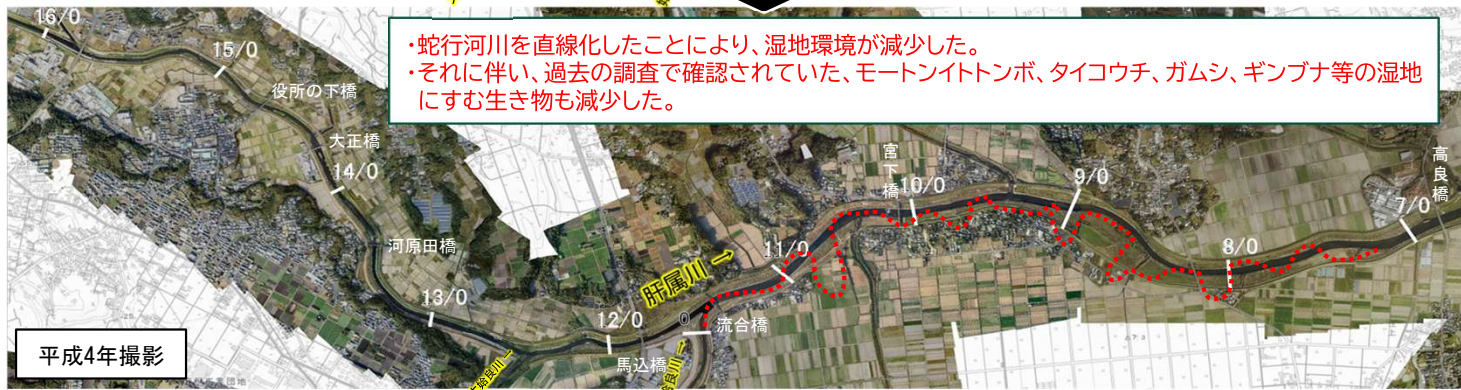 ・蛇行河川を直線化したことにより、湿地環境が減少した。
・それに伴い、過去の調査で確認されていた、モートンイトトンボ、タイコウチ、ガムシ、ギンブナ等の湿地
にすむ生き物も減少した。
16/0
15/0
役所の下橋
大正橋
14/0
河原田橋
13/0
12/0
馬込橋
肝属川→
0
流合橋
姶良川→
11/0
宮下橋
10/0
9/0
8/0
高良橋
7/0
平成4年撮影